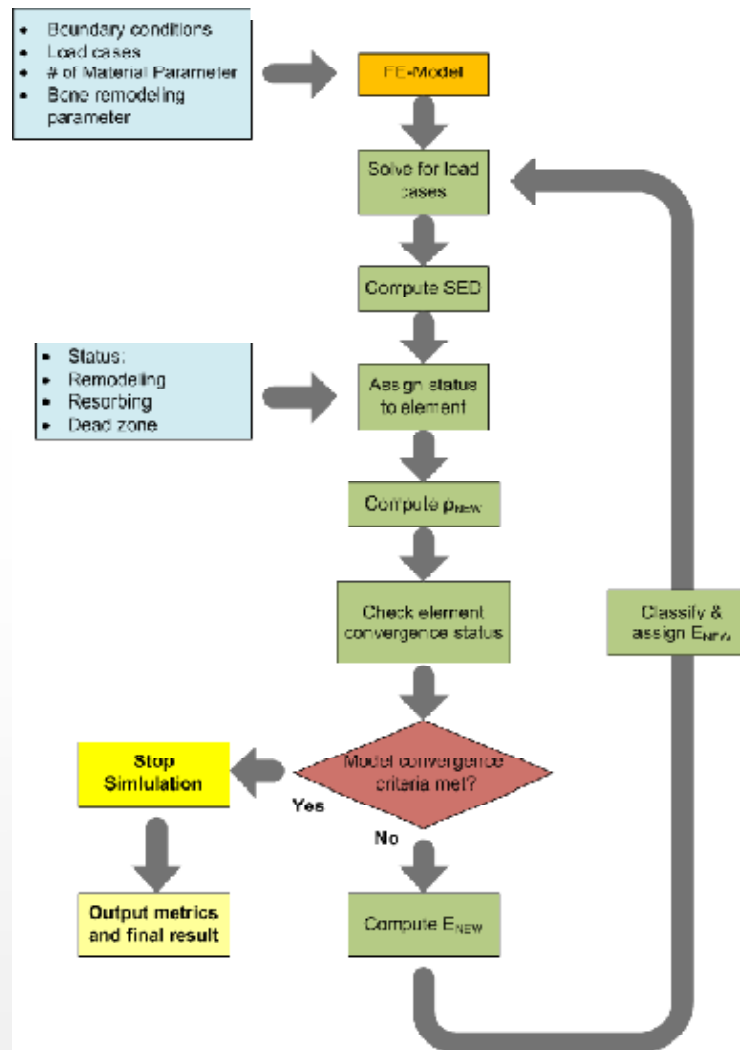 • Boundary conditions
• Load cases
• # of Material Parameter
• Bone remodeling
parameter
FE-Model
Solve for load
cases
Compute SED
• Status:
• Remodeling
• Resorbing
• Dead zone
Assign status
to element
Compute ρNEW
Check element
convergence status
Classify &
assign ENEW
Model convergence
criteria met?
Stop
Simlulation
Yes
No
Output metrics
and final result
Compute ENEW